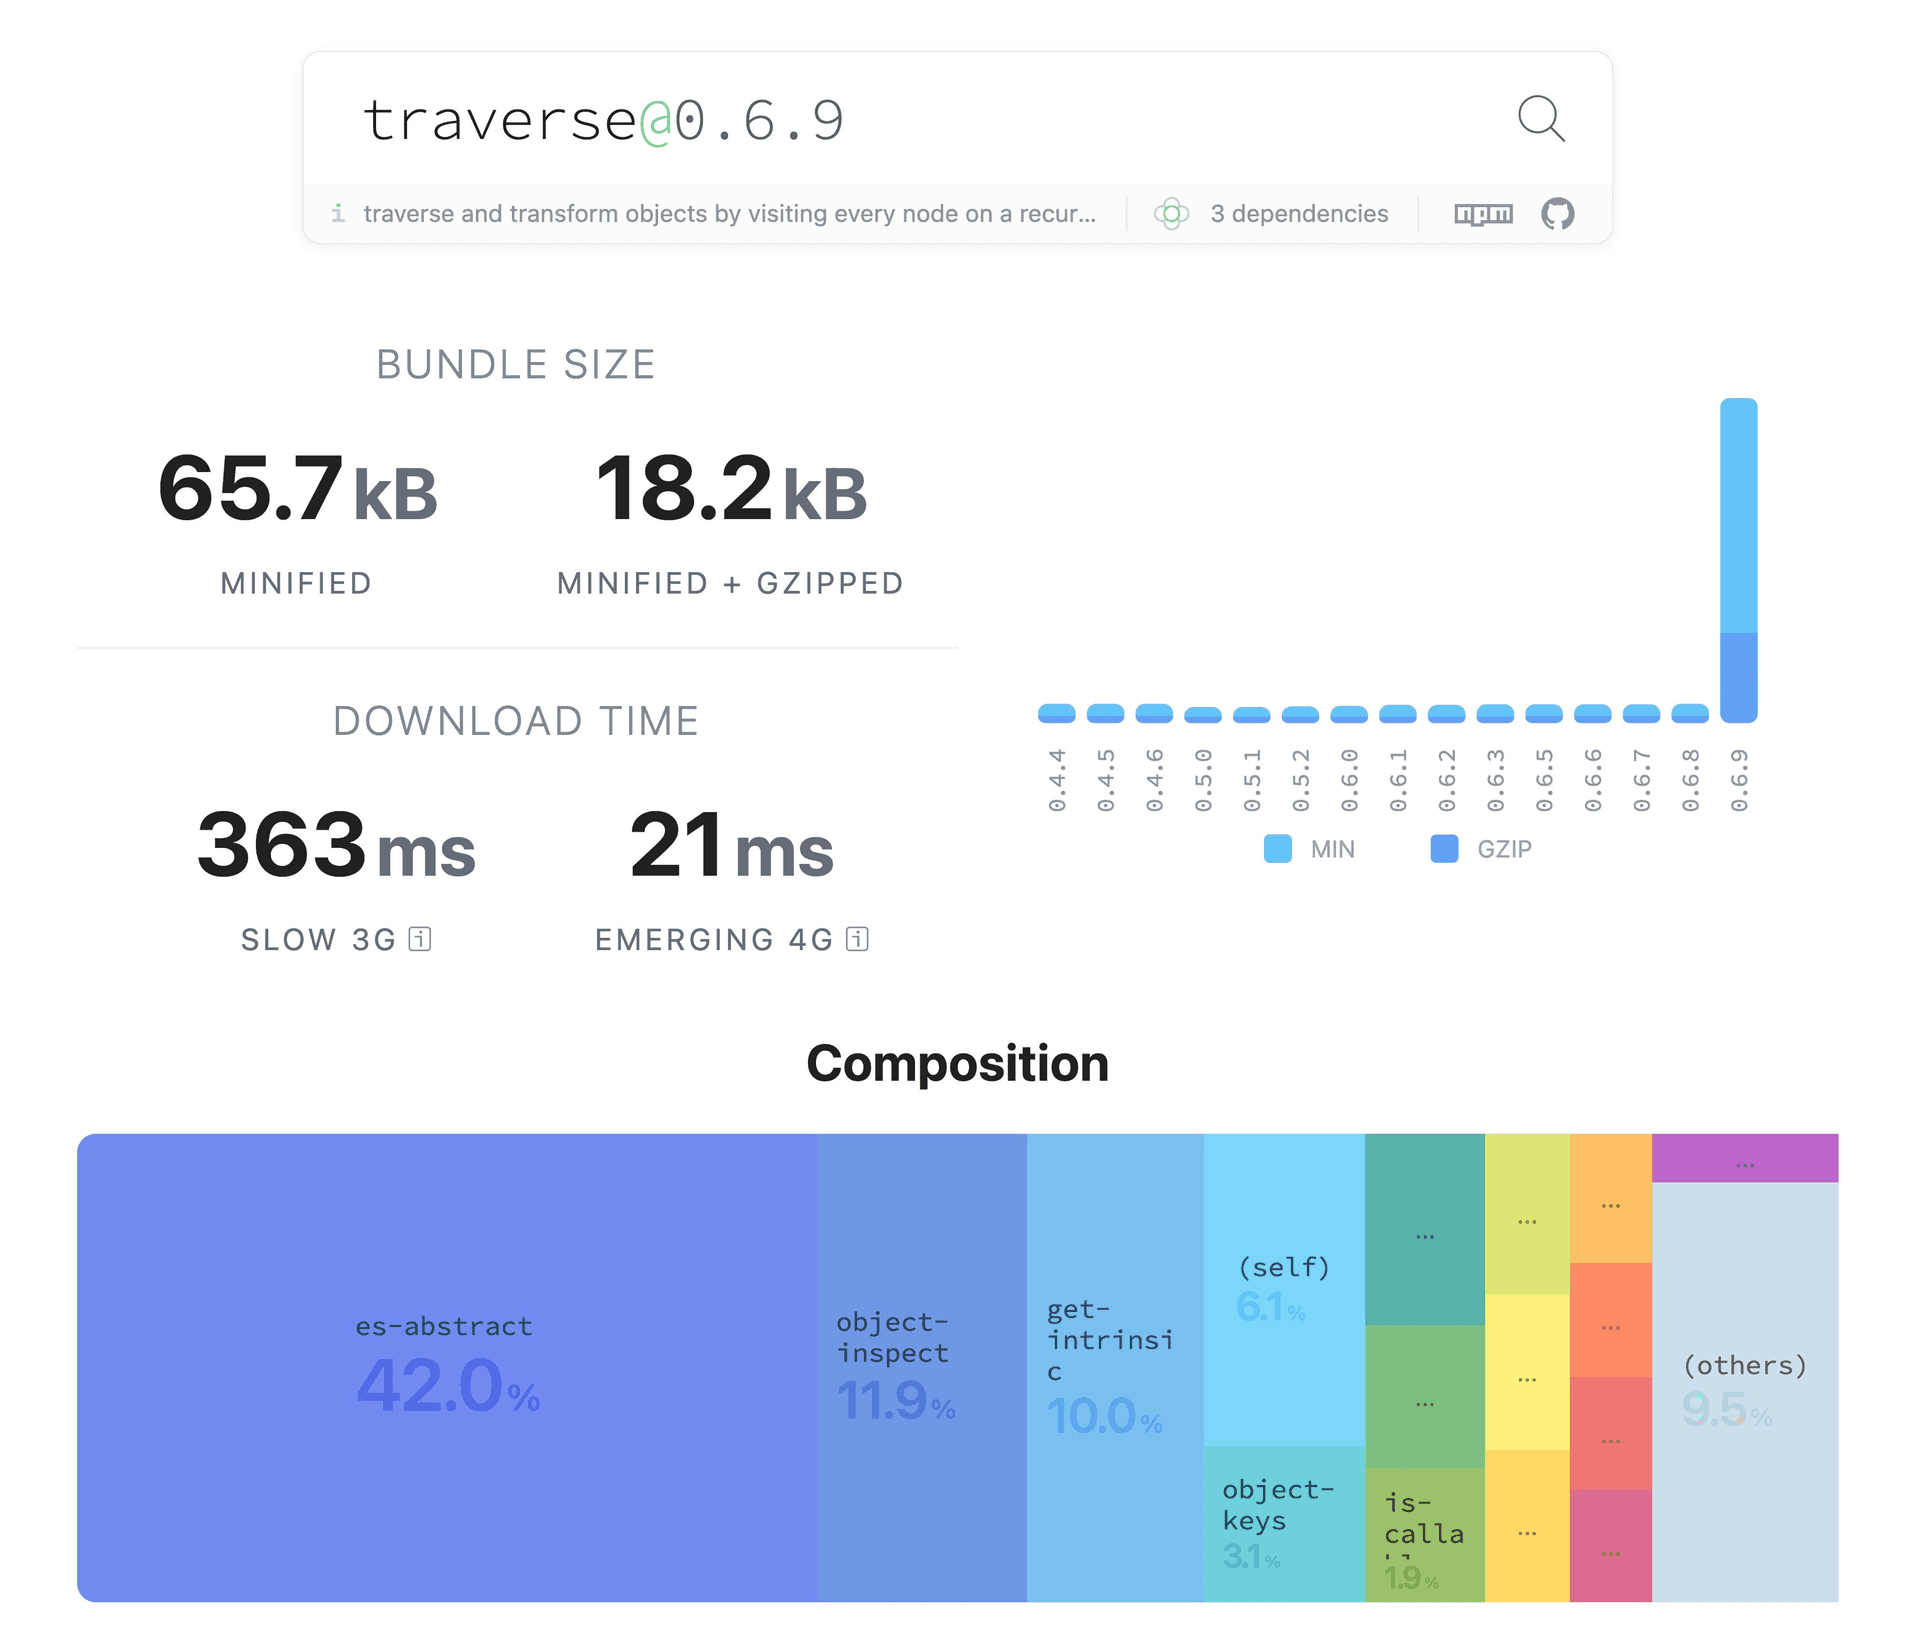 traverse@0.6.9
i traverse and transform objects by visiting every node on a recur... 3 dependencies npm
BUNDLE SIZE
65.7 kB 18.2 kB
MINIFIED MINIFIED + GZIPPED
DOWNLOAD TIME
363 ms 21 ms
SLOW 3G i EMERGING 4G i
0.4.4 0.4.5 0.4.6 0.5.0 0.5.1 0.5.2 0.6.0 0.6.1 0.6.2 0.6.3 0.6.5 0.6.6 0.6.7 0.6.8 0.6.9
MIN GZIP
Composition
es-abstract
42.0%
object-
inspect
11.9%
get-
intrinsi
c
10.0%
(self)
6.1%
object-
keys
3.1%
...
...
is-
calla
1.9%
...
...
...
...
...
...
...
...
(others)
9.5%